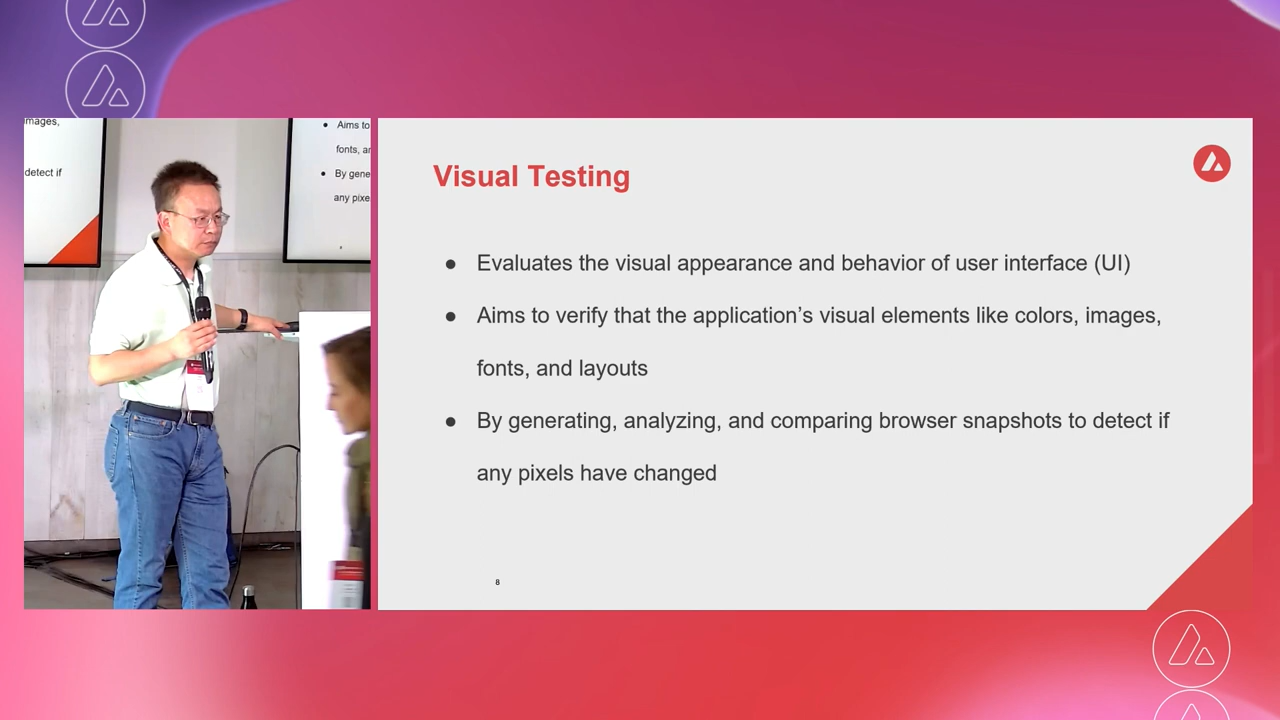 mages,
detect if
Aims to
fonts, ar
By gene
any pixe
Visual Testing
● Evaluates the visual appearance and behavior of user interface (UI)
● Aims to verify that the application’s visual elements like colors, images,
fonts, and layouts
● By generating, analyzing, and comparing browser snapshots to detect if
any pixels have changed
8